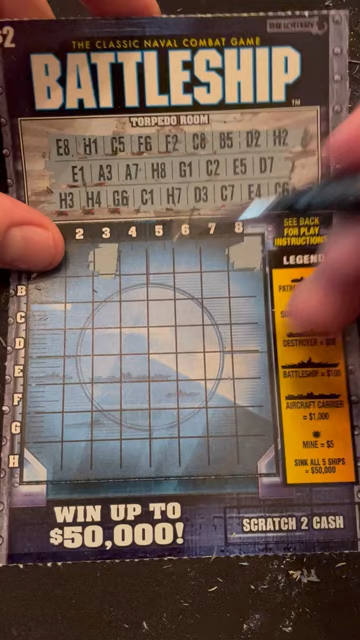 $2
THE CLASSIC NAVAL COMBAT GAME
BATTLESHIP™
TORPEDO ROOM
E8 H1 C5 F6 F2 C8 B5 D2 H2
E1 A3 A7 H8 G1 C2 E5 D7
H3 H4 G6 C1 H7 D3 C7 E4 C6
SEE BACK
FOR PLAY
INSTRUCTIONS
LEGEND
2 3 4 5 6 7 8
B
C
D
E
F
G
H
DESTROYER =
BATTLESHIP = $100
AIRCRAFT CARRIER
= $1,000
MINE = $5
SINK ALL 5 SHIPS
= $50,000
WIN UP TO
$50,000!
SCRATCH 2 CASH